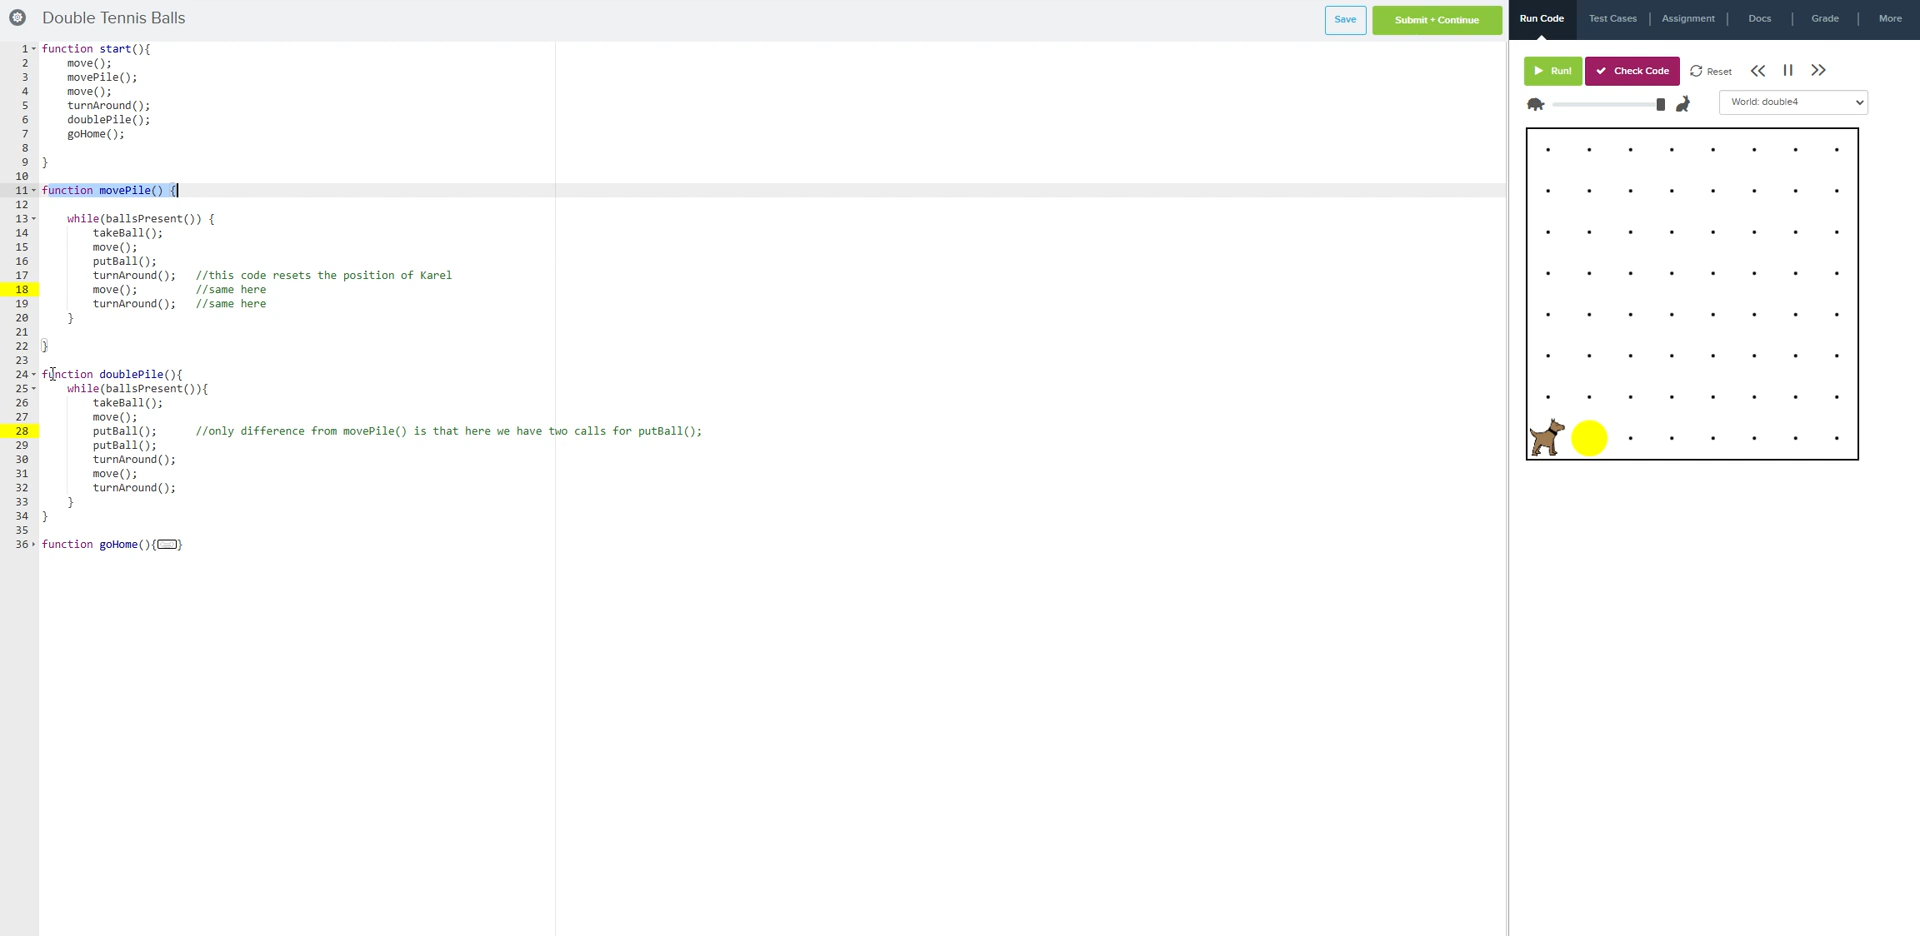 Double Tennis Balls
Save
Submit + Continue
Run Code
Test Cases
Assignment
Docs
Grade
More
1 function start(){
2 move();
3 movePile();
4 move();
5 turnAround();
6 doublePile();
7 goHome();
8
9 }
10
11 function movePile() {
12
13 while(ballsPresent()) {
14 takeBall();
15 move();
16 putBall();
17 turnAround(); //this code resets the position of Karel
18 move(); //same here
19 turnAround(); //same here
20 }
21
22 }
23
24 function doublePile(){
25 while(ballsPresent()){
26 takeBall();
27 move();
28 putBall(); //only difference from movePile() is that here we have two calls for putBall();
29 putBall();
30 turnAround();
31 move();
32 turnAround();
33 }
34 }
35
36 function goHome(){}
Run!
Check Code
Reset
World: double4